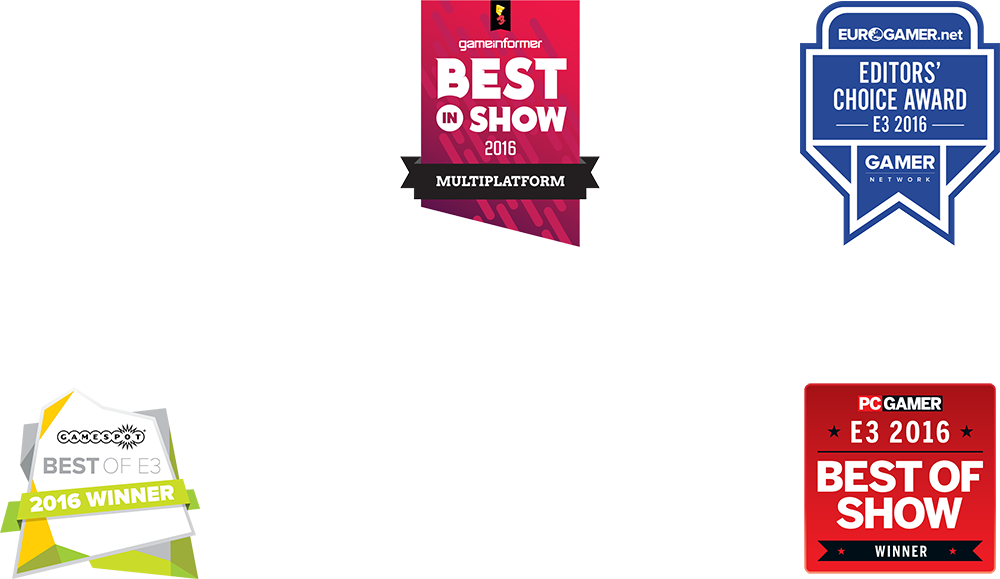 E3
gameinformer
BEST
IN SHOW
2016
MULTIPLATFORM
EUROGAMER.net
EDITORS'
CHOICE AWARD
E3 2016
GAMER
NETWORK
GAMESPOT
BEST OF E3
2016 WINNER
PC GAMER
E3 2016
BEST OF
SHOW
WINNER